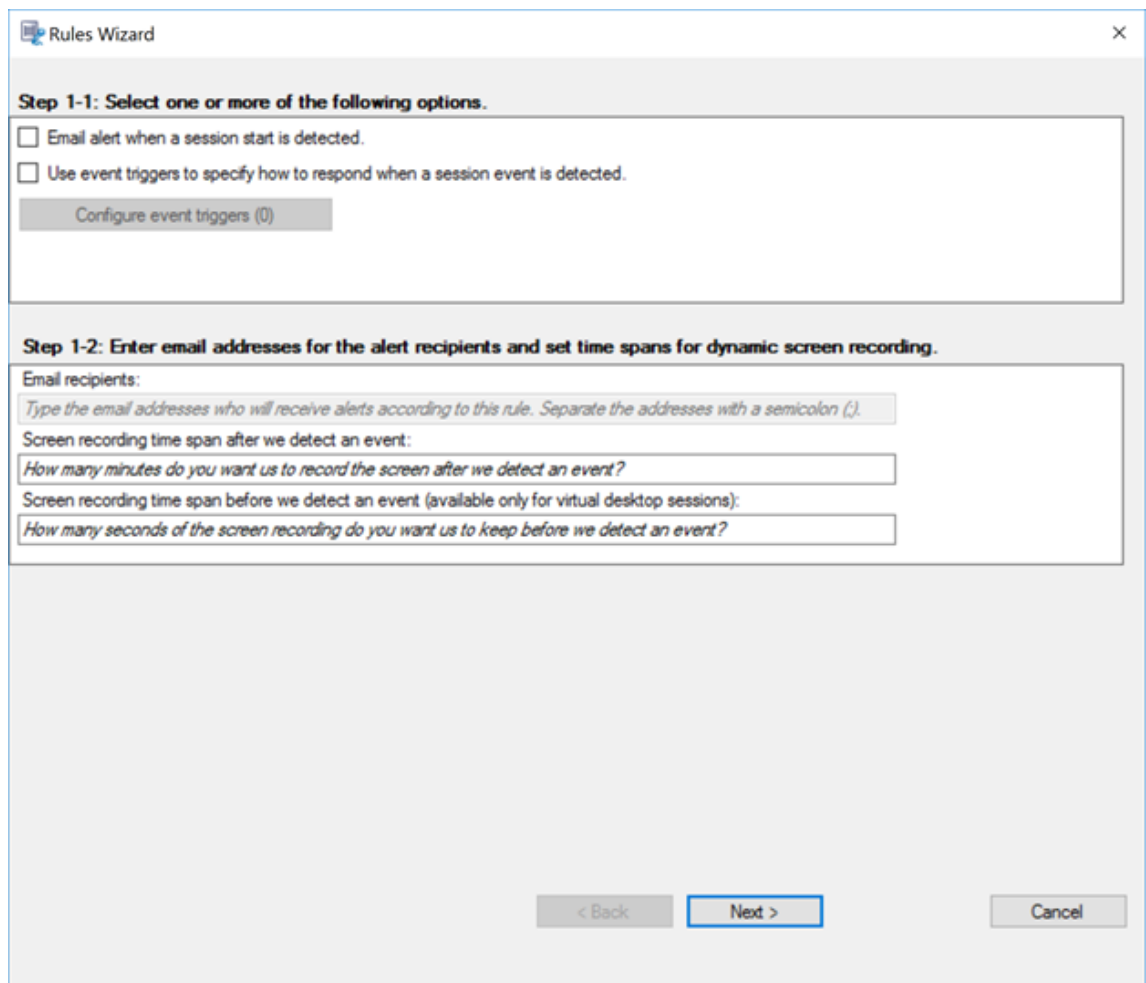 Rules Wizard
Step 1-1: Select one or more of the following options.
Email alert when a session start is detected.
Use event triggers to specify how to respond when a session event is detected.
Configure event triggers (0)
Step 1-2: Enter email addresses for the alert recipients and set time spans for dynamic screen recording.
Email recipients:
Type the email addresses who will receive alerts according to this rule. Separate the addresses with a semicolon (;).
Screen recording time span after we detect an event:
How many minutes do you want us to record the screen after we detect an event?
Screen recording time span before we detect an event (available only for virtual desktop sessions):
How many seconds of the screen recording do you want us to keep before we detect an event?
< Back
Next >
Cancel